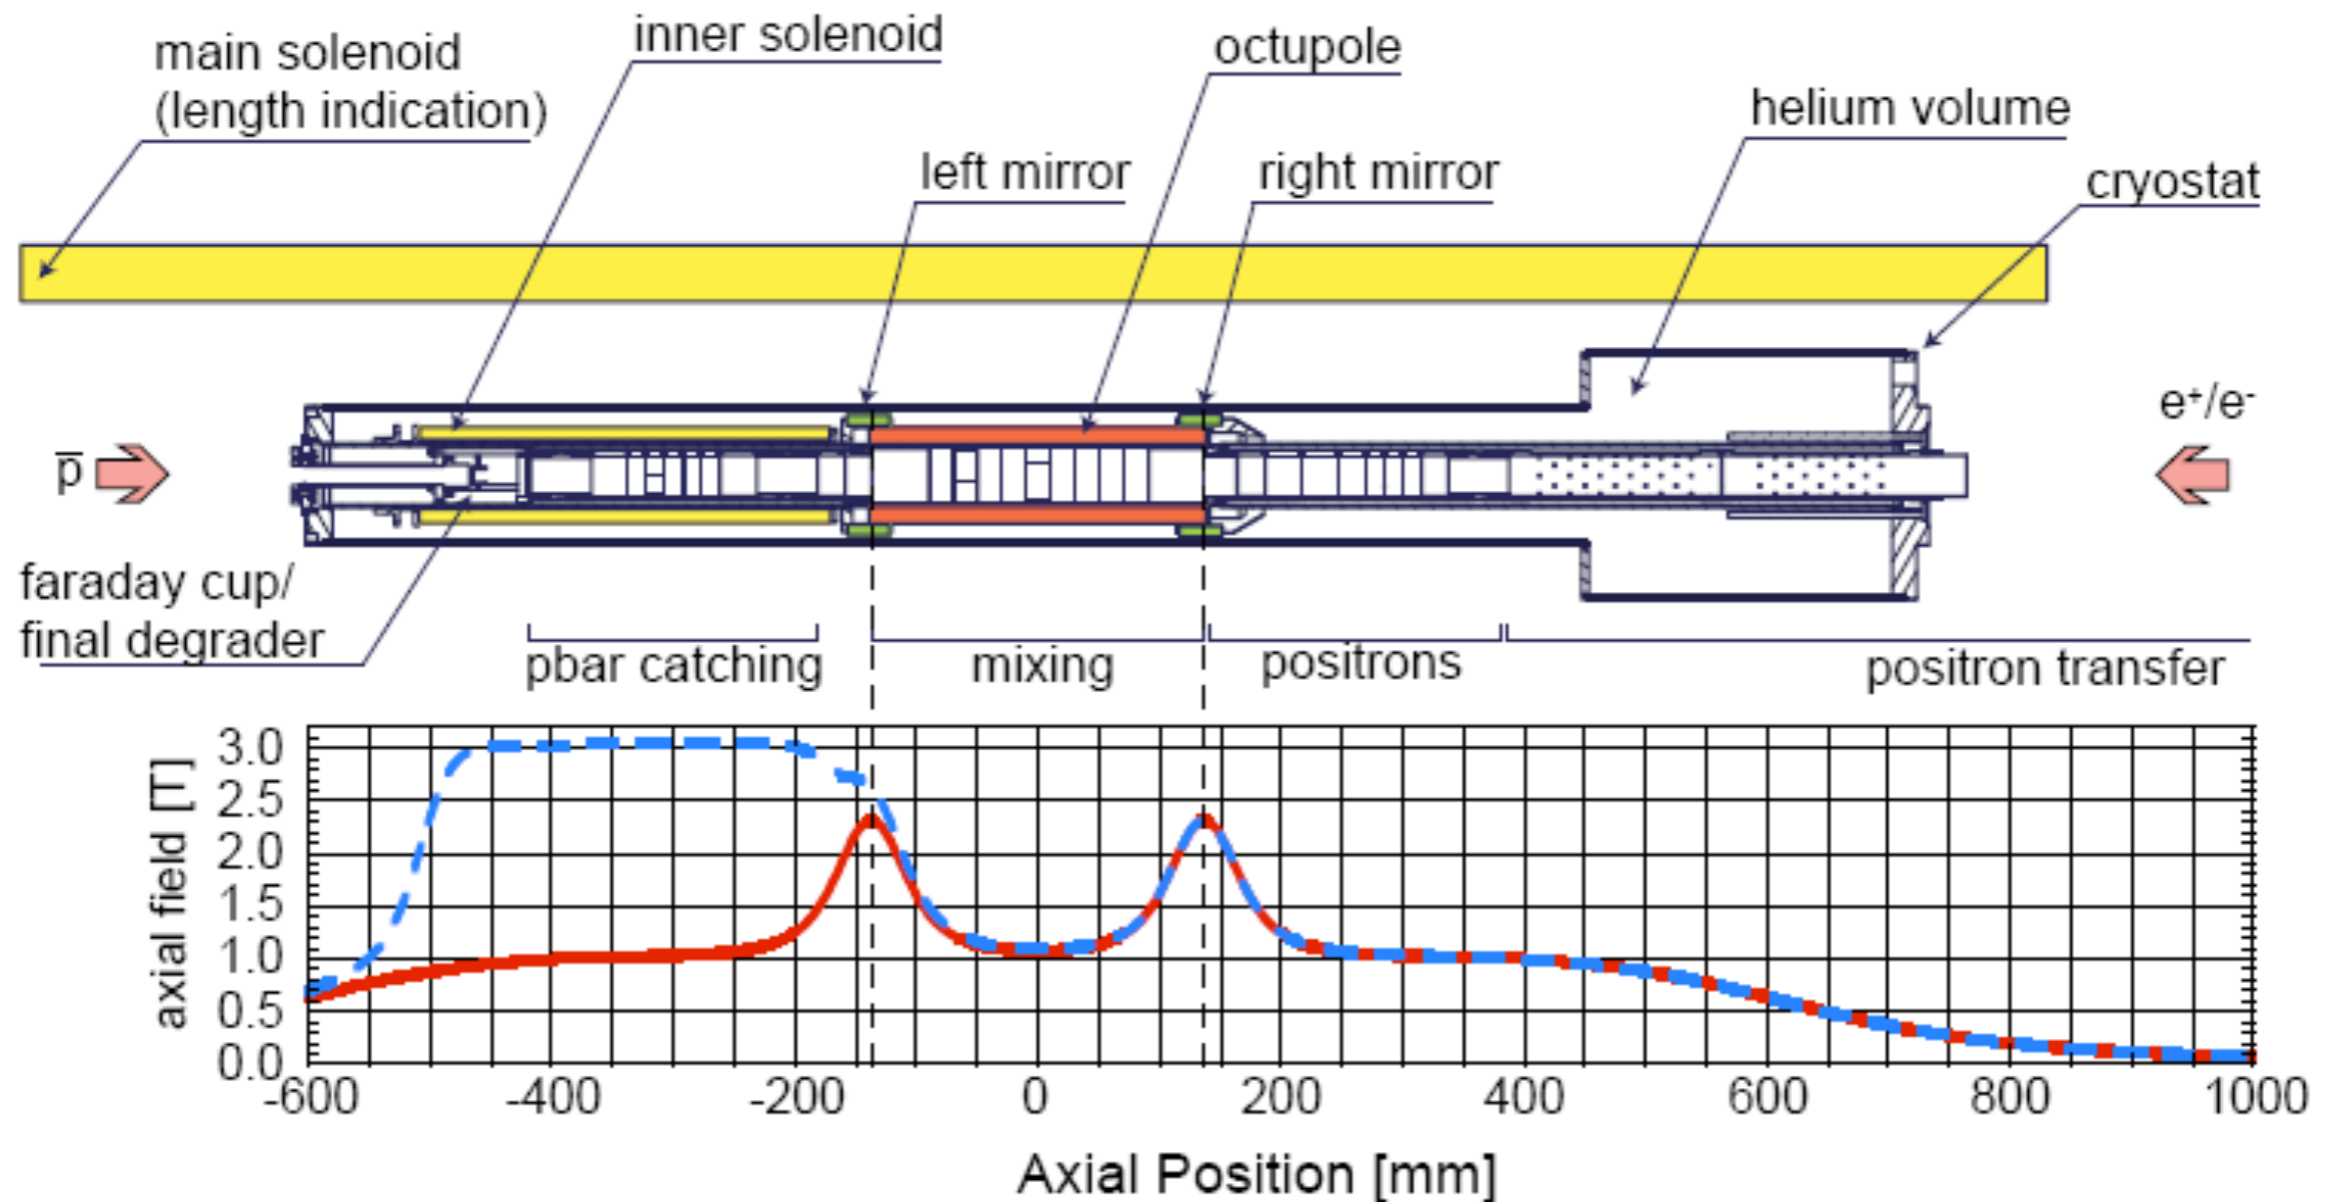 main solenoid
(length indication)
inner solenoid
octupole
helium volume
left mirror
right mirror
cryostat
p̅
e⁺/e⁻
faraday cup/
final degrader
pbar catching
mixing
positrons
positron transfer
axial field [T]
3.0
2.5
2.0
1.5
1.0
0.5
0.0
-600 -400 -200 0 200 400 600 800 1000
Axial Position [mm]